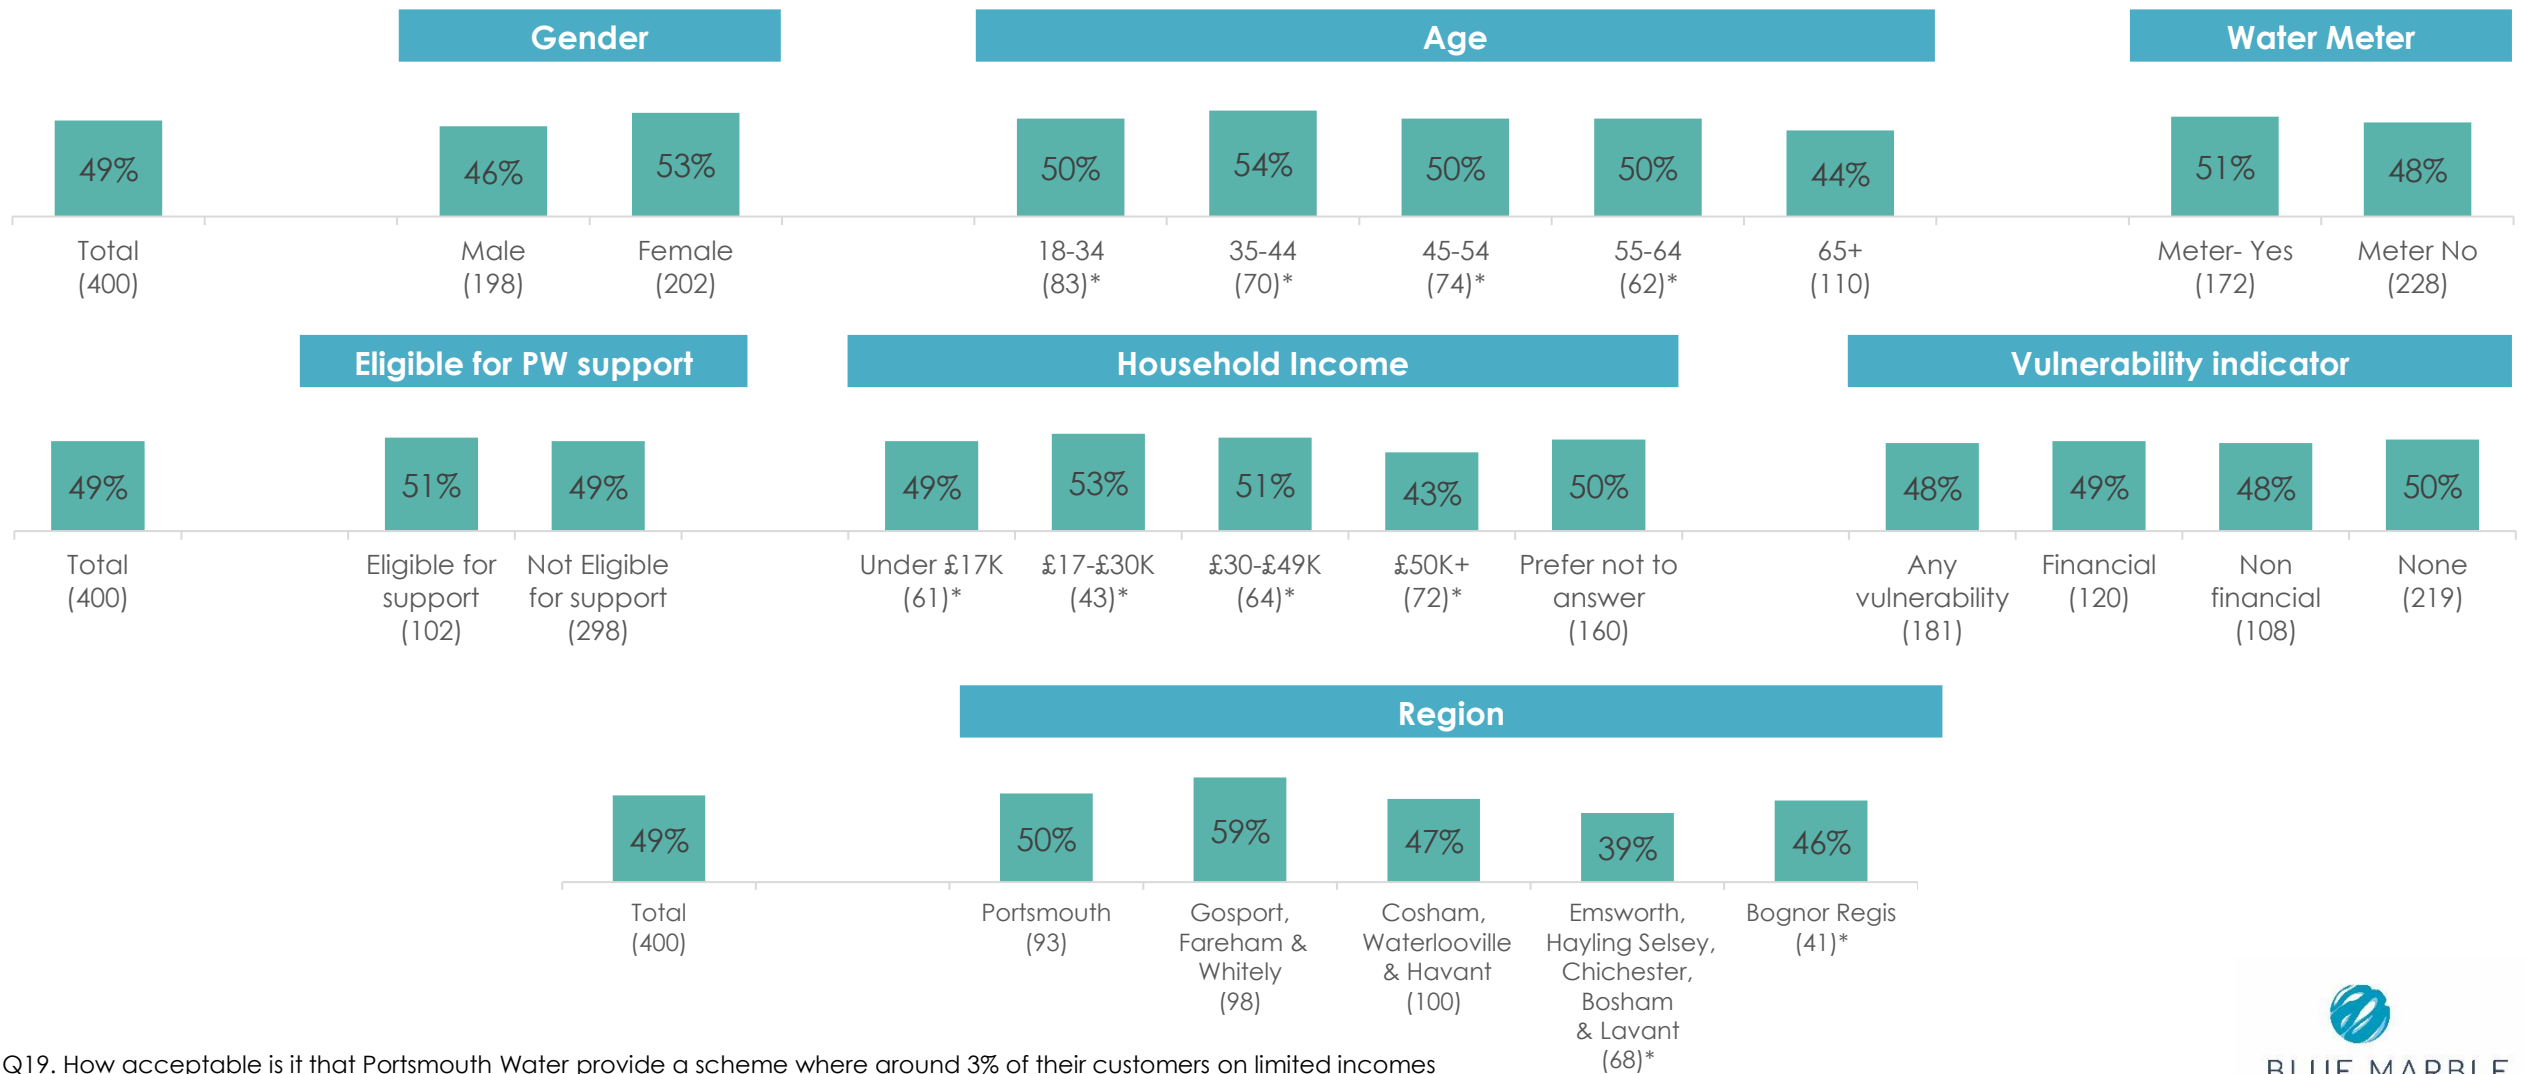 Gender
Age
Water Meter
49%
46%
53%
50%
54%
50%
50%
44%
51%
48%
Total
(400)
Male
(198)
Female
(202)
18-34
(83)*
35-44
(70)*
45-54
(74)*
55-64
(62)*
65+
(110)
Meter- Yes
(172)
Meter No
(228)
Eligible for PW support
Household Income
Vulnerability indicator
49%
51%
49%
49%
53%
51%
43%
50%
48%
49%
48%
50%
Total
(400)
Eligible for
support
(102)
Not Eligible
for support
(298)
Under £17K
(61)*
£17-£30K
(43)*
£30-£49K
(64)*
£50K+
(72)*
Prefer not to
answer
(160)
Any
vulnerability
(181)
Financial
(120)
Non
financial
(108)
None
(219)
Region
49%
50%
59%
47%
39%
46%
Total
(400)
Portsmouth
(93)
Gosport,
Fareham &
Whitely
(98)
Cosham,
Waterlooville
& Havant
(100)
Emsworth,
Hayling Selsey,
Chichester,
Bosham
& Lavant
(68)*
Bognor Regis
(41)*
Q19. How acceptable is it that Portsmouth Water provide a scheme where around 3% of their customers on limited incomes
BLUE MARBLE